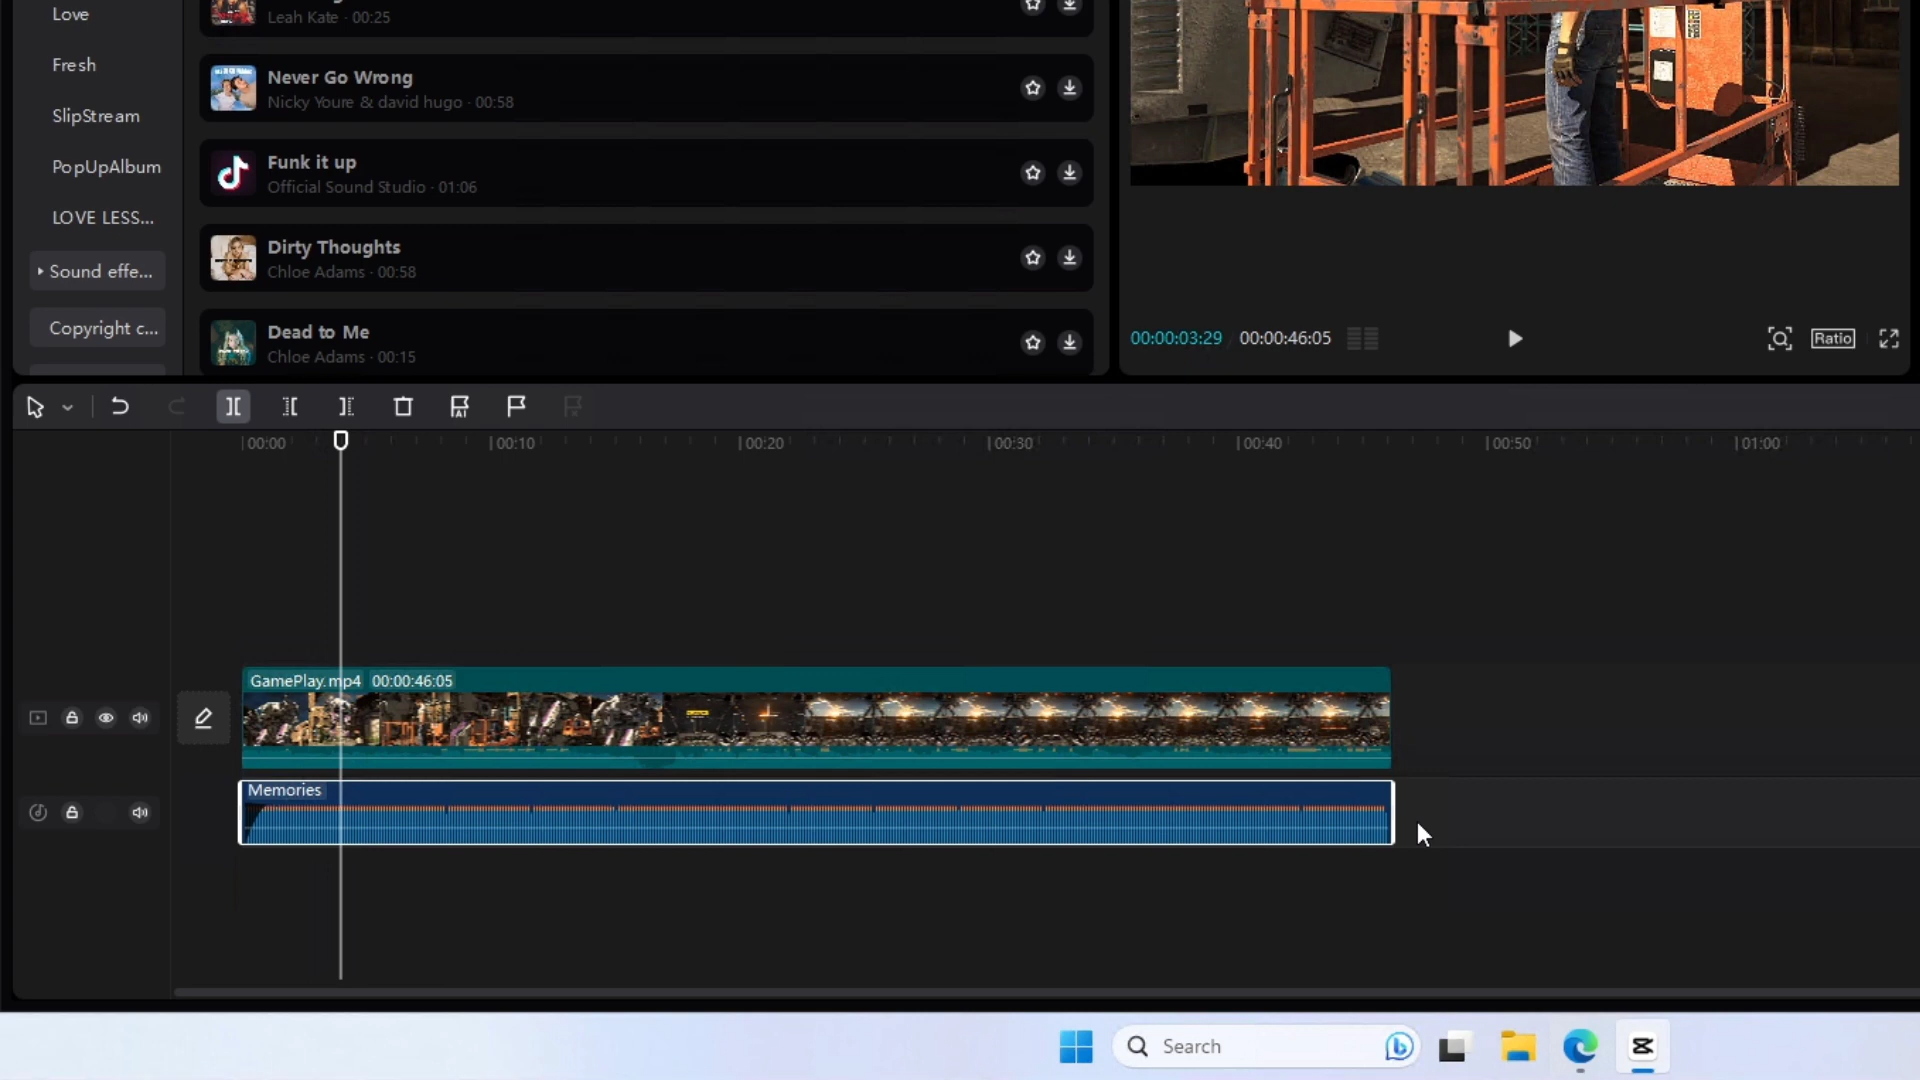 Love
Fresh
SlipStream
PopUpAlbum
LOVE LESS...
Sound effe...
Copyright c...
Leah Kate · 00:25
Never Go Wrong
Nicky Youre & david hugo · 00:58
Funk it up
Official Sound Studio · 01:06
Dirty Thoughts
Chloe Adams · 00:58
Dead to Me
Chloe Adams · 00:15
00:00:03:29 00:00:46:05
Ratio
AI
00:00 00:10 00:20 00:30 00:40 00:50 01:00
GamePlay.mp4 00:00:46:05
Memories
Search